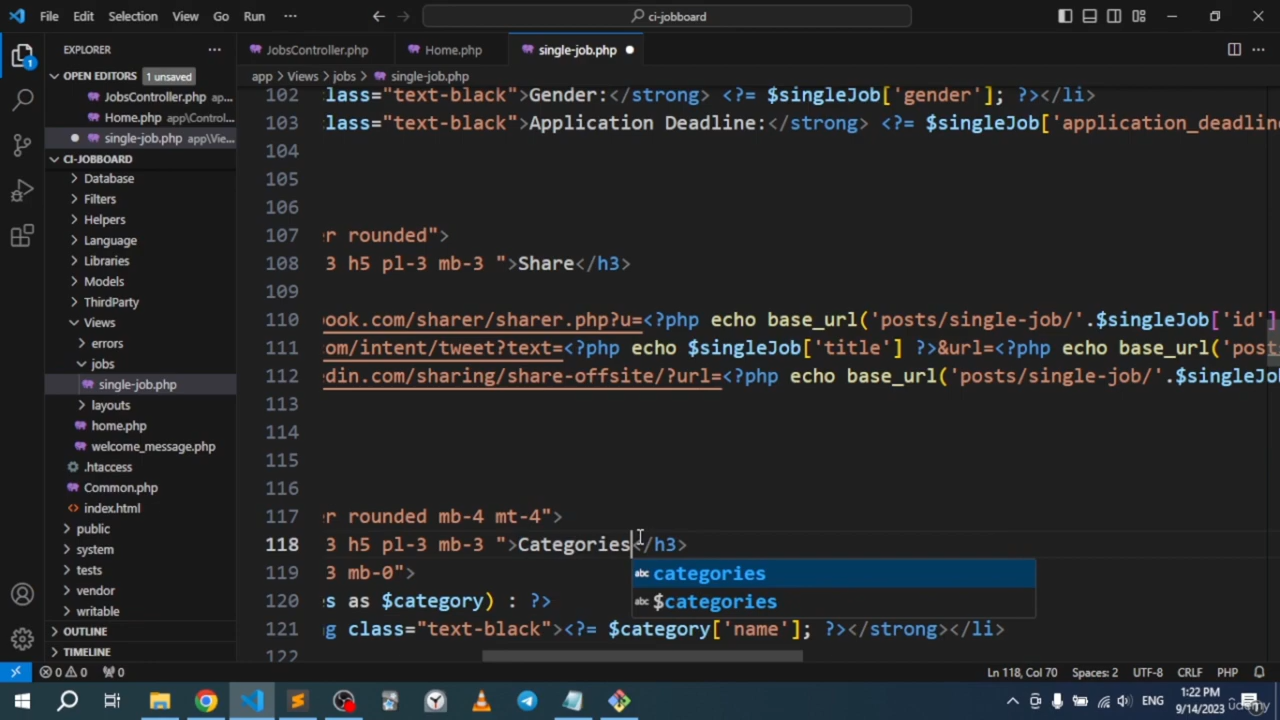 File Edit Selection View Go Run ··· ci-jobboard
EXPLORER ··· JobsController.php Home.php single-job.php
OPEN EDITORS 1 unsaved app > Views > jobs > single-job.php
JobsController.php ap...
Home.php app\Control...
single-job.php app\Vie...
CI-JOBBOARD
Database
Filters
Helpers
Language
Libraries
Models
ThirdParty
Views
errors
jobs
single-job.php
layouts
home.php
welcome_message.php
.htaccess
Common.php
index.html
public
system
tests
vendor
writable
OUTLINE
TIMELINE
102 lass="text-black">Gender:</strong> <?= $singleJob['gender']; ?></li>
103 lass="text-black">Application Deadline:</strong> <?= $singleJob['application_deadlin
104
105
106
107 r rounded">
108 3 h5 pl-3 mb-3 ">Share</h3>
109
110 ook.com/sharer/sharer.php?u=<?php echo base_url('posts/single-job/'.$singleJob['id']
111 om/intent/tweet?text=<?php echo $singleJob['title'] ?>&url=<?php echo base_url('post
112 edin.com/sharing/share-offsite/?url=<?php echo base_url('posts/single-job/'.$singleJo
113
114
115
116
117 r rounded mb-4 mt-4">
118 3 h5 pl-3 mb-3 ">Categories</h3>
119 3 mb-0">
120 s as $category) : ?>
121 g class="text-black"><?= $category['name']; ?></strong></li>
122
abc categories
abc $categories
0 0 0 Ln 118, Col 70 Spaces: 2 UTF-8 CRLF PHP
ENG 1:22 PM
9/14/2023
udemy